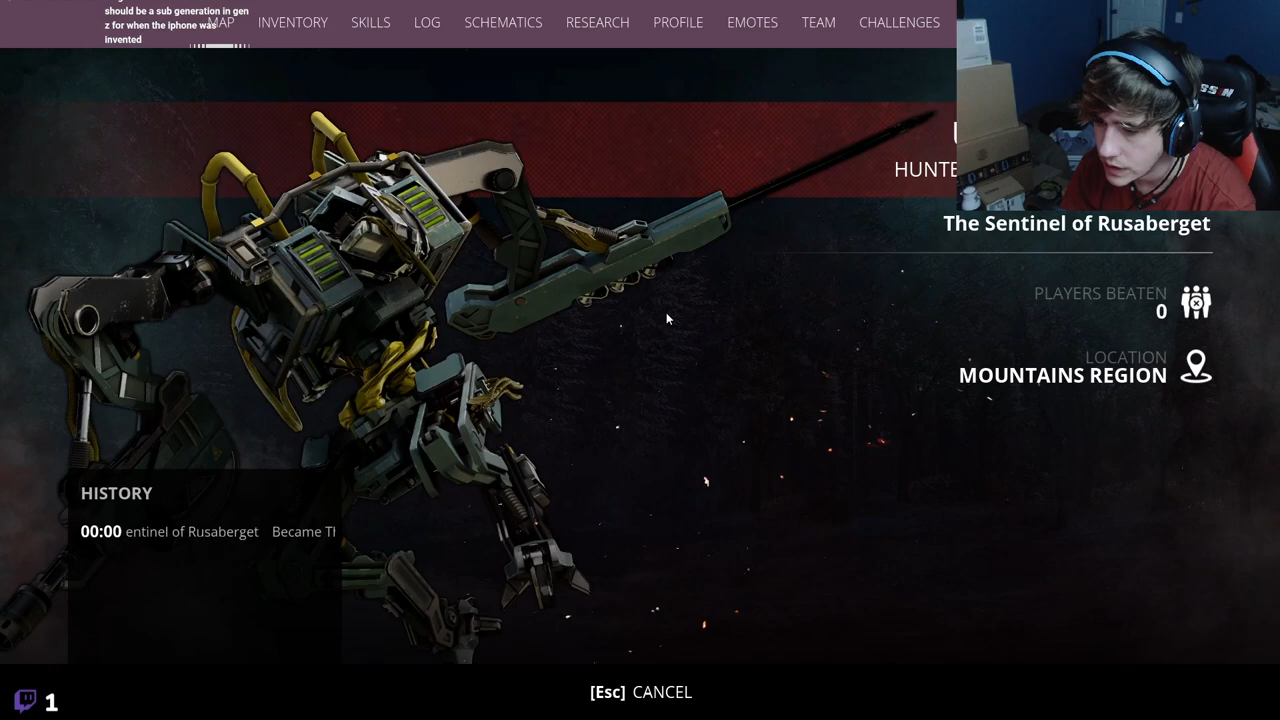 should be a sub generation in gen
z for when the iphone was
invented
MAP INVENTORY SKILLS LOG SCHEMATICS RESEARCH PROFILE EMOTES TEAM CHALLENGES
HUNTE
The Sentinel of Rusaberget
PLAYERS BEATEN
0
LOCATION
MOUNTAINS REGION
HISTORY
00:00 entinel of Rusaberget Became Th
[Esc] CANCEL
1